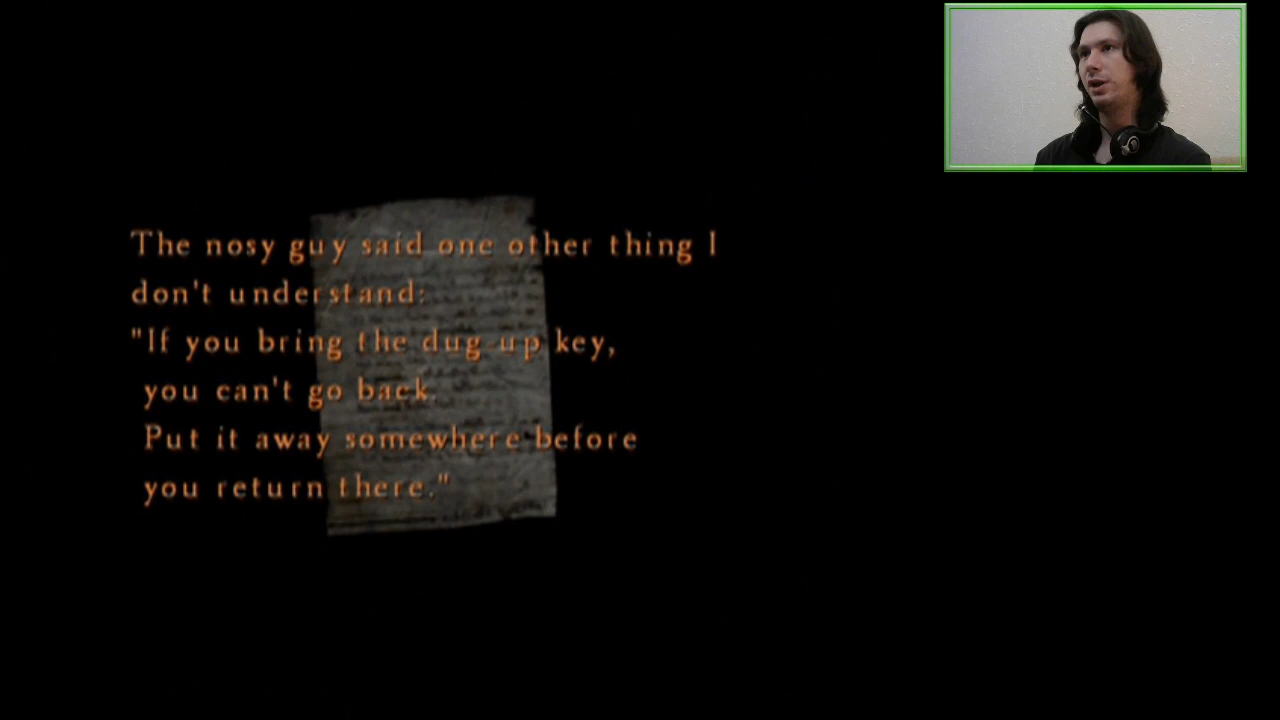 The nosy guy said one other thing I
don't understand:
"If you bring the dug up key,
you can't go back.
Put it away somewhere before
you return there."